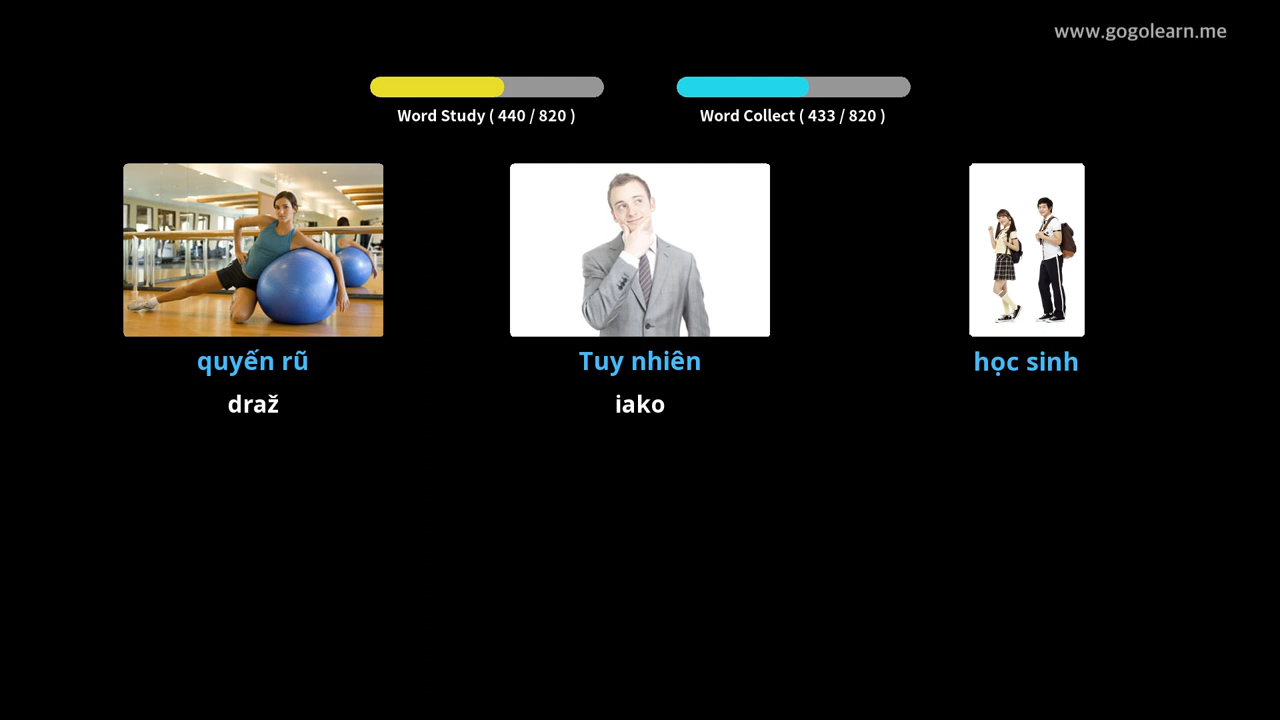 www.gogolearn.me
Word Study ( 440 / 820 )
Word Collect ( 433 / 820 )
quyến rũ
Tuy nhiên
học sinh
draž
iako